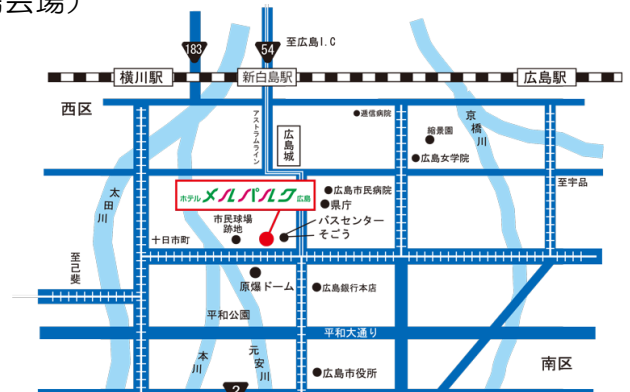 会場）
183
54
至広島I.C
横川駅
新白島駅
広島駅
西区
アストラムライン
広島城
逓信病院
縮景園
京橋川
広島女学院
太田川
ホテル メルパルク 広島
広島市民病院
県庁
至宇品
市民球場
跡地
バスセンター
そごう
十日市町
至己斐
原爆ドーム
広島銀行本店
平和公園
平和大通り
本川
元安川
南区
広島市役所
2